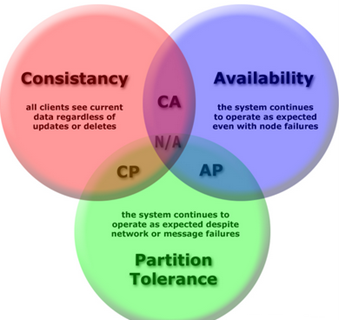 Consistancy
all clients see current
data regardless of
updates or deletes
Availability
the system continues
to operate as expected
even with node failures
CA
N/A
CP
AP
the system continues to
operate as expected despite
network or message failures
Partition
Tolerance